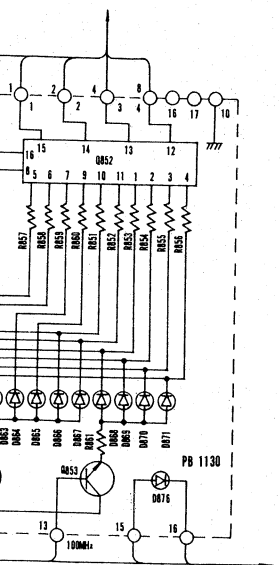 1 2 4 8
1 2 3 4 16 17 10
15 14 13 12
16 Q852
8 5 6 7 9 10 11 1 2 3 4
R857 R858 R859 R860 R851 R852 R853 R854 R855 R856
D863 D864 D865 D866 D867 R861 D868 D869 D870 D871
Q853
PB 1130
D876
13 15 16
100MHz